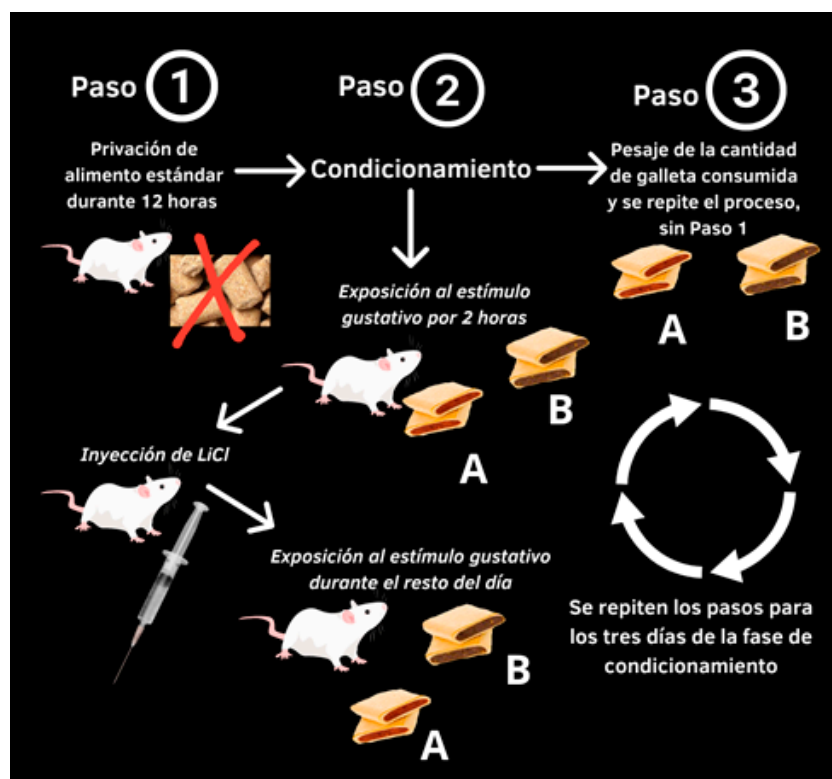 Paso 1
Privación de
alimento estándar
durante 12 horas
Paso 2
Condicionamiento
Exposición al estímulo
gustativo por 2 horas
A
B
Inyección de LiCl
Exposición al estímulo gustativo
durante el resto del día
B
A
Paso 3
Pesaje de la cantidad
de galleta consumida
y se repite el proceso,
sin Paso 1
A
B
Se repiten los pasos para
los tres días de la fase de
condicionamiento